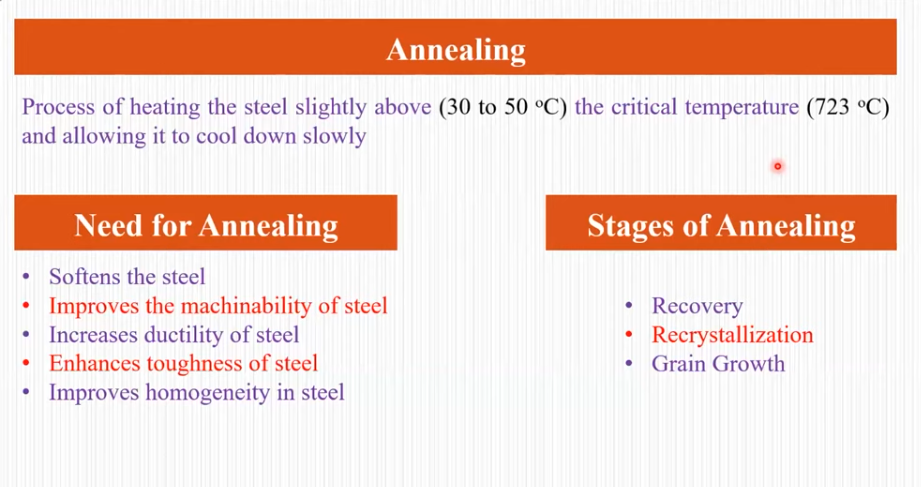 Annealing
Process of heating the steel slightly above (30 to 50 ᵒC) the critical temperature (723 ᵒC)
and allowing it to cool down slowly
Need for Annealing
• Softens the steel
• Improves the machinability of steel
• Increases ductility of steel
• Enhances toughness of steel
• Improves homogeneity in steel
Stages of Annealing
• Recovery
• Recrystallization
• Grain Growth